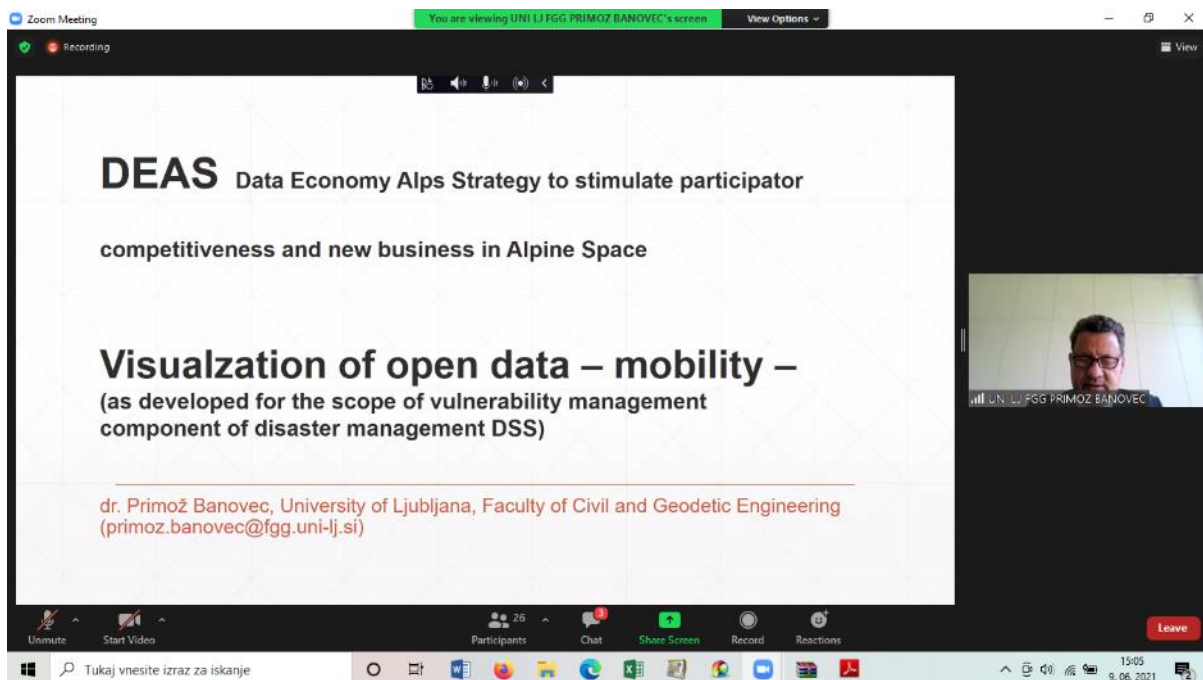 Zoom Meeting
You are viewing UNI LJ FGG PRIMOZ BANOVEC's screen
View Options
Recording
View
DEAS Data Economy Alps Strategy to stimulate participator
competitiveness and new business in Alpine Space
Visualzation of open data – mobility –
(as developed for the scope of vulnerability management
component of disaster management DSS)
dr. Primož Banovec, University of Ljubljana, Faculty of Civil and Geodetic Engineering
(primoz.banovec@fgg.uni-lj.si)
UNI LJ FGG PRIMOZ BANOVEC
Unmute
Start Video
26
Participants
3
Chat
Share Screen
Record
Reactions
Leave
Tukaj vnesite izraz za iskanje
15:05
9. 06. 2021
2